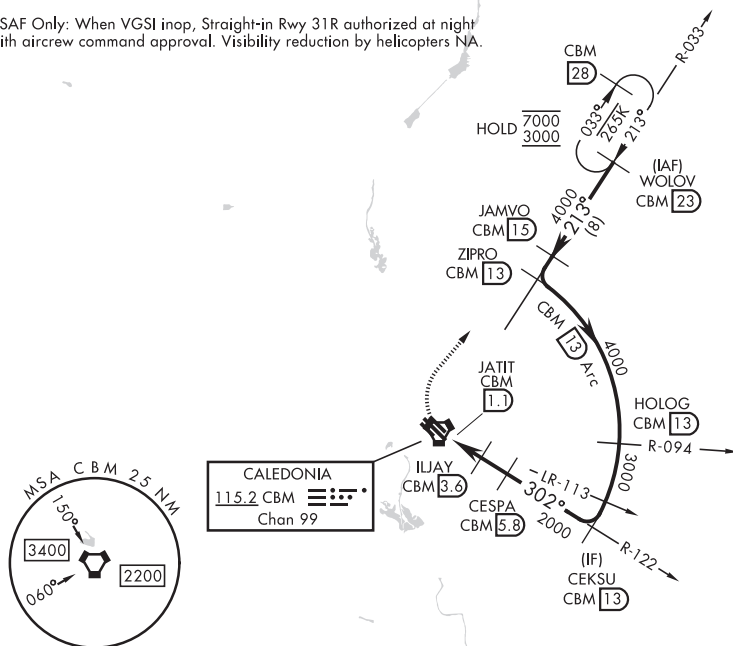 SAF Only: When VGSI inop, Straight-in Rwy 31R authorized at night
ith aircrew command approval. Visibility reduction by helicopters NA.
CBM
28
R-033
HOLD 7000
3000
033°
265K
213°
(IAF)
WOLOV
CBM 23
4000
213°
(8)
JAMVO
CBM 15
ZIPRO
CBM 13
CBM 13 Arc
4000
JATIT
CBM
1.1
HOLOG
CBM 13
R-094
3000
CALEDONIA
115.2 CBM
Chan 99
ILJAY
CBM 3.6
CESPA
CBM 5.8
LR-113
302°
2000
R-122
(IF)
CEKSU
CBM 13
MSA CBM 25 NM
150°
3400
2200
060°